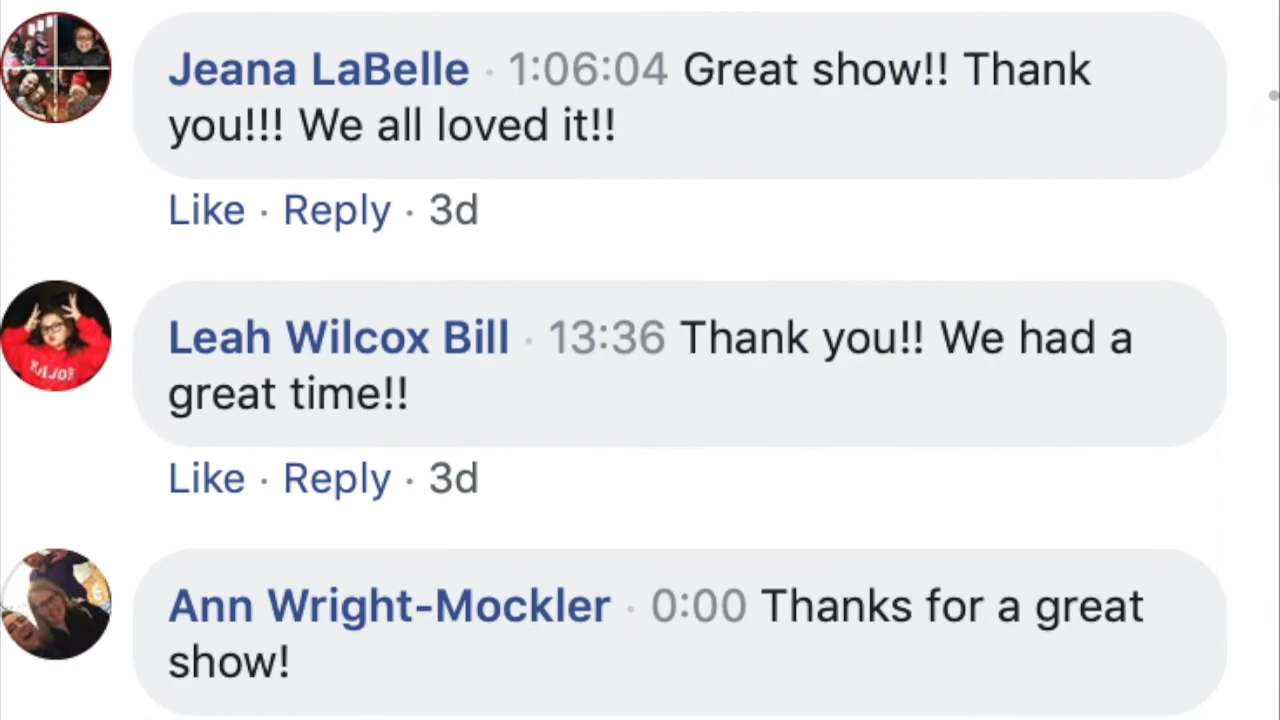 Jeana LaBelle · 1:06:04 Great show!! Thank
you!!! We all loved it!!
Like · Reply · 3d
Leah Wilcox Bill · 13:36 Thank you!! We had a
great time!!
Like · Reply · 3d
Ann Wright-Mockler · 0:00 Thanks for a great
show!